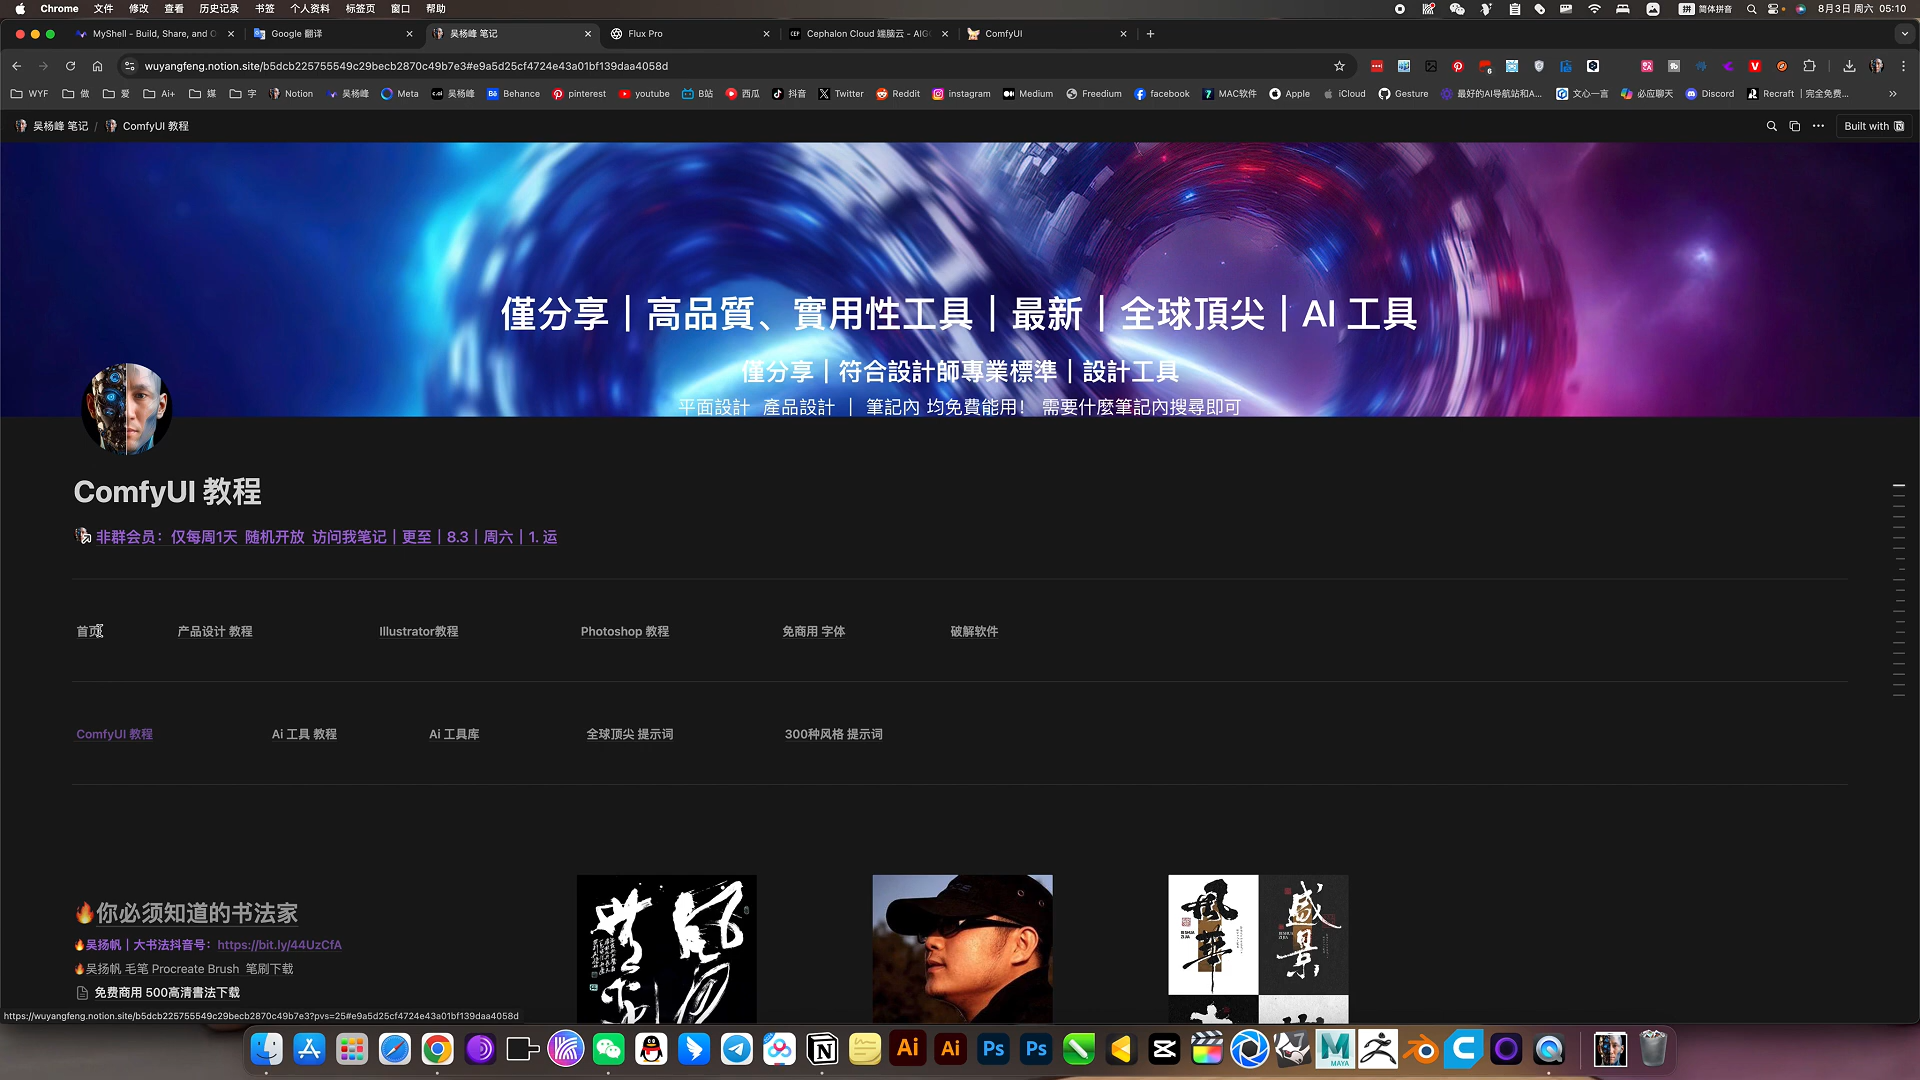 Chrome 文件 修改 查看 历史记录 书签 个人资料 标签页 窗口 帮助
拼 简体拼音 8月3日 周六 05:10
MyShell - Build, Share, and O
Google 翻译
吴杨峰 笔记
Flux Pro
Cephalon Cloud 端脑云 - AIG
ComfyUI
wuyangfeng.notion.site/b5dcb225755549c29becb2870c49b7e3#e9a5d25cf4724e43a01bf139daa4058d
WYF 做 爱 Ai+ 媒 字 Notion 吴杨峰 Meta 吴杨峰 Behance pinterest youtube B站 西瓜 抖音 Twitter Reddit instagram Medium Freedium facebook MAC软件 Apple iCloud Gesture 最好的AI导航站和A... 文心一言 必应聊天 Discord Recraft | 完全免费...
吴杨峰 笔记 / ComfyUI 教程
Built with
僅分享｜高品質、實用性工具｜最新｜全球頂尖｜AI 工具
僅分享｜符合設計師專業標準｜設計工具
平面設計 產品設計 ｜ 筆記內 均免費能用！ 需要什麼筆記內搜尋即可
ComfyUI 教程
非群会员：仅每周1天 随机开放 访问我笔记｜更至｜8.3｜周六｜1. 运
首页 产品设计 教程 Illustrator教程 Photoshop 教程 免商用 字体 破解软件
ComfyUI 教程 Ai 工具 教程 Ai 工具库 全球顶尖 提示词 300种风格 提示词
🔥你必须知道的书法家
🔥吴扬帆｜大书法抖音号：https://bit.ly/44UzCfA
🔥吴扬帆 毛笔 Procreate Brush 笔刷下载
免费商用 500高清書法下载
風華
盛景
https://wuyangfeng.notion.site/b5dcb225755549c29becb2870c49b7e3?pvs=25#e9a5d25cf4724e43a01bf139daa4058d
Ai Ai Ps Ps
MAYA